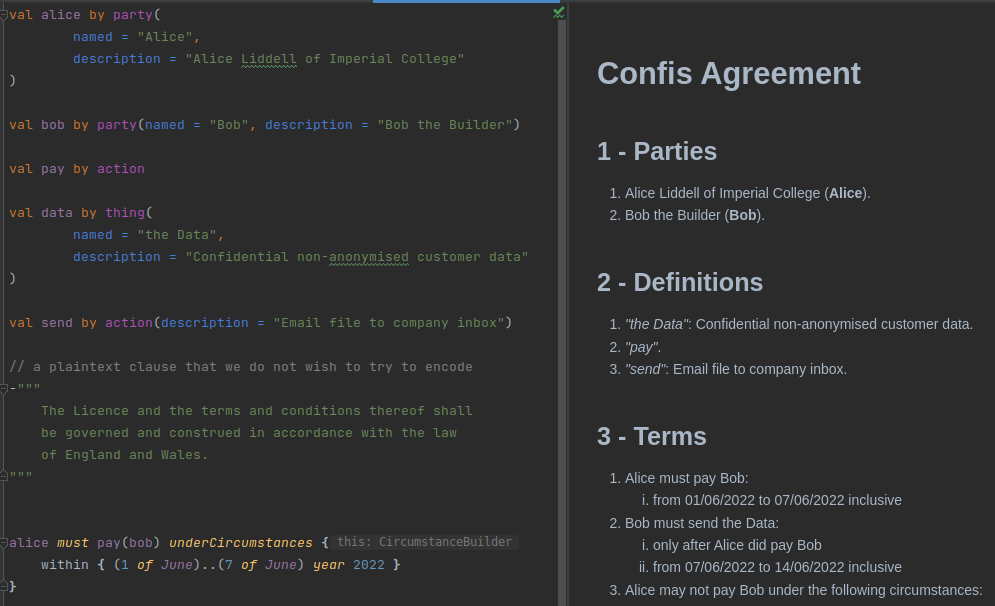 val alice by party(
        named = "Alice",
        description = "Alice Liddell of Imperial College"
)
val bob by party(named = "Bob", description = "Bob the Builder")
val pay by action
val data by thing(
        named = "the Data",
        description = "Confidential non-anonymised customer data"
)
val send by action(description = "Email file to company inbox")
// a plaintext clause that we do not wish to try to encode
-"""
    The Licence and the terms and conditions thereof shall
    be governed and construed in accordance with the law
    of England and Wales.
"""
alice must pay(bob) underCircumstances { this: CircumstanceBuilder
    within { (1 of June)..(7 of June) year 2022 }
}
Confis Agreement
1 - Parties
1. Alice Liddell of Imperial College (Alice).
2. Bob the Builder (Bob).
2 - Definitions
1. "the Data": Confidential non-anonymised customer data.
2. "pay".
3. "send": Email file to company inbox.
3 - Terms
1. Alice must pay Bob:
i. from 01/06/2022 to 07/06/2022 inclusive
2. Bob must send the Data:
i. only after Alice did pay Bob
ii. from 07/06/2022 to 14/06/2022 inclusive
3. Alice may not pay Bob under the following circumstances: